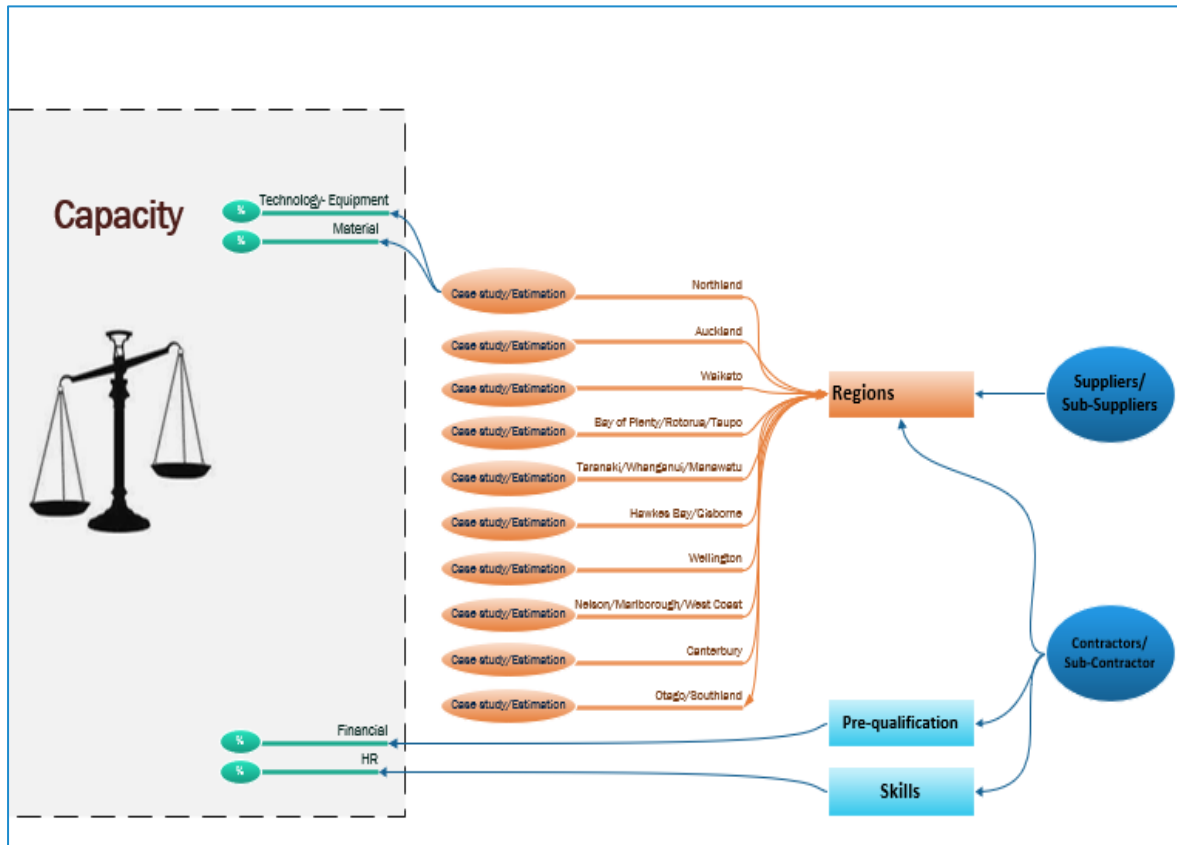 Capacity
%
Technology- Equipment
%
Material
Case study/Estimation
Northland
Case study/Estimation
Auckland
Case study/Estimation
Waikato
Case study/Estimation
Bay of Plenty/Rotorua/Taupo
Case study/Estimation
Taranaki/Whanganui/Manawatu
Case study/Estimation
Hawkes Bay/Gisborne
Case study/Estimation
Wellington
Case study/Estimation
Nelson/Marlborough/West Coast
Case study/Estimation
Canterbury
Case study/Estimation
Otago/Southland
Regions
Suppliers/
Sub-Suppliers
Contractors/
Sub-Contractor
%
Financial
%
HR
Pre-qualification
Skills